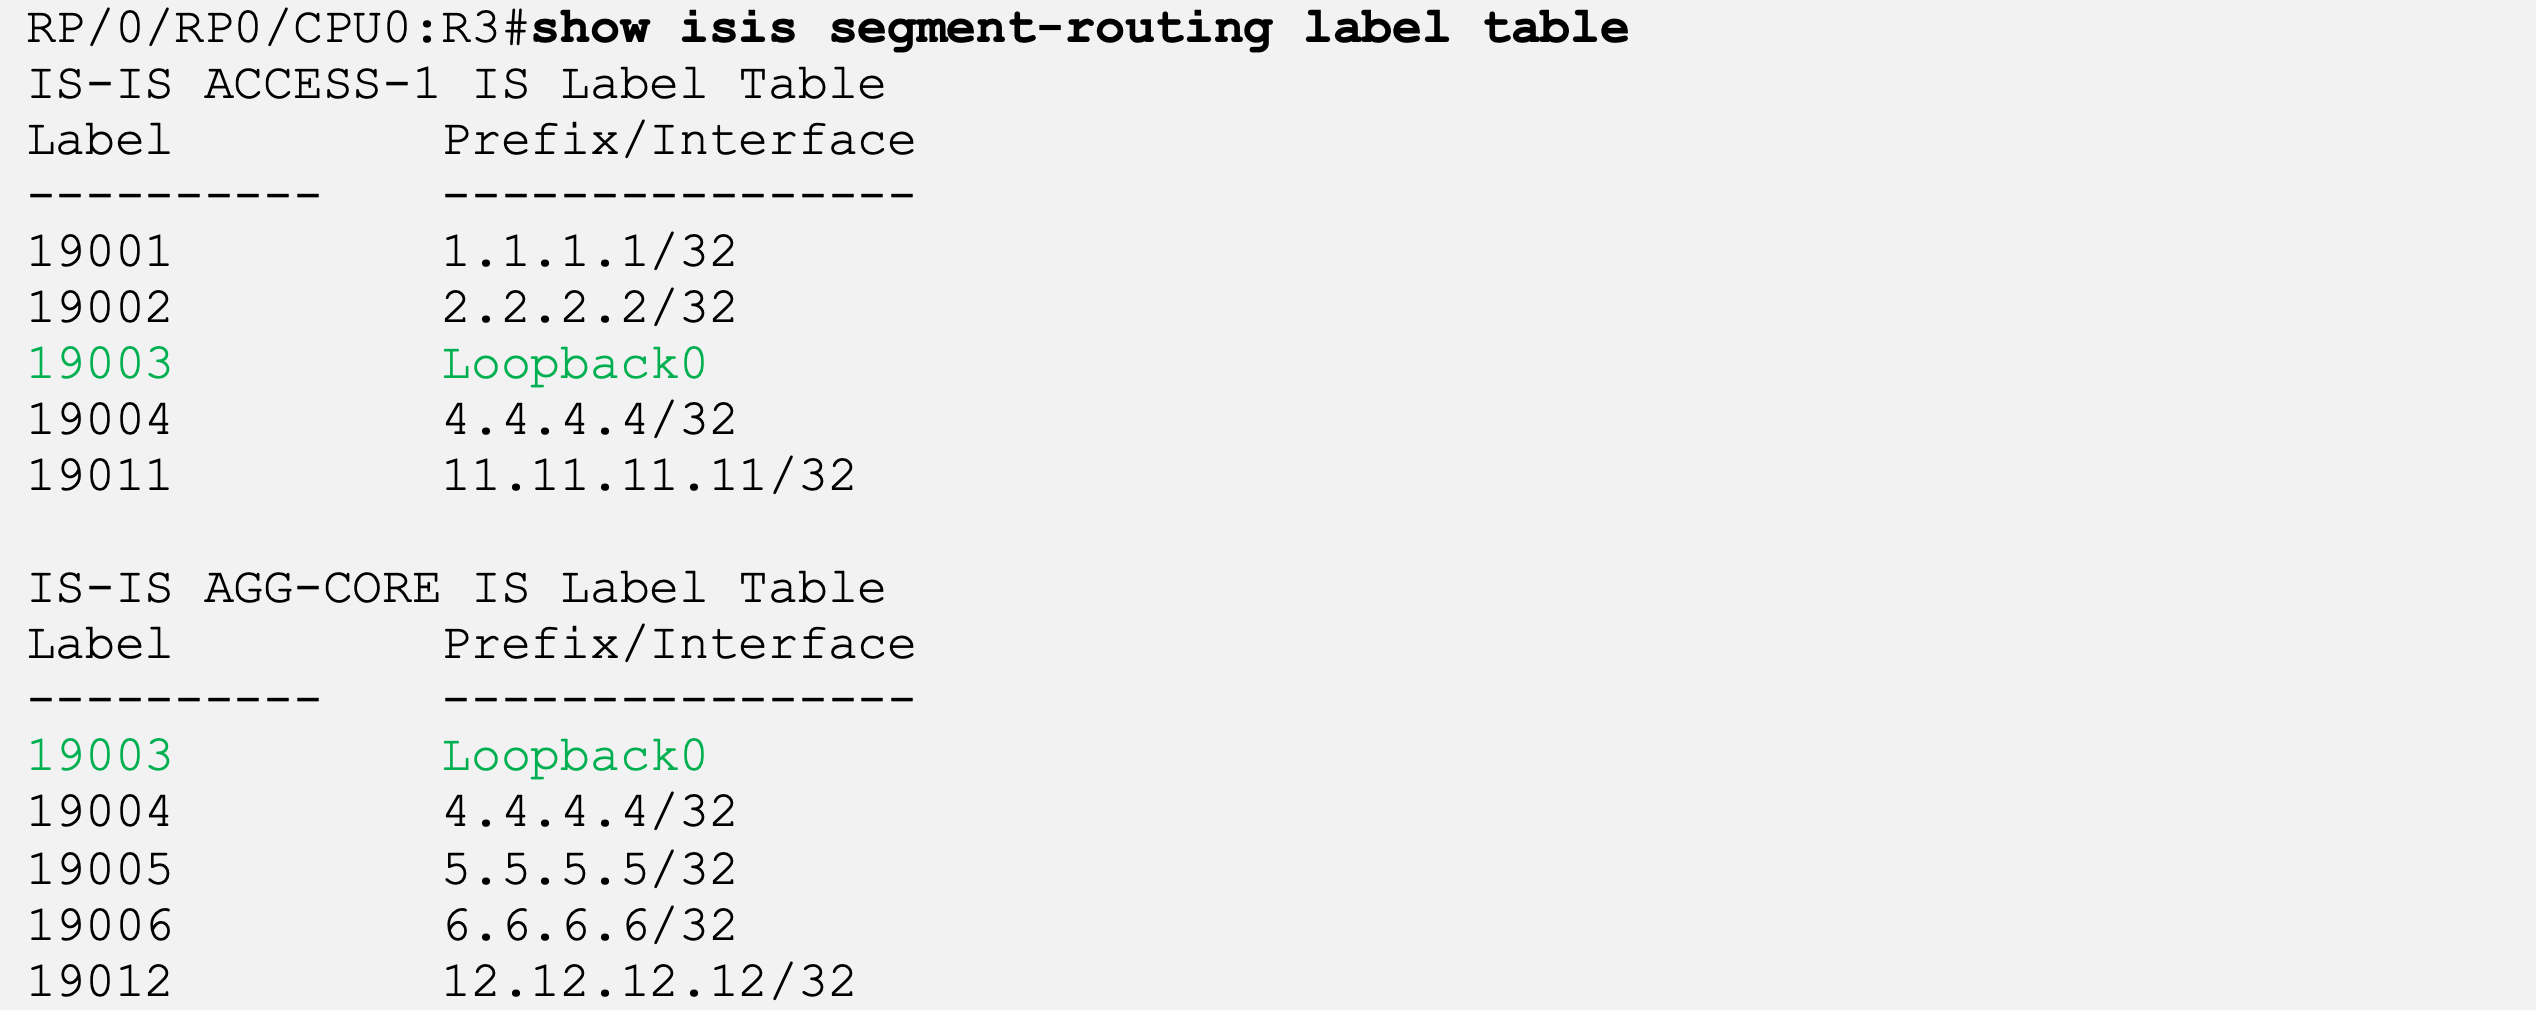 RP/0/RP0/CPU0:R3#show isis segment-routing label table
IS-IS ACCESS-1 IS Label Table
Label         Prefix/Interface
----------    ----------------
19001         1.1.1.1/32
19002         2.2.2.2/32
19003         Loopback0
19004         4.4.4.4/32
19011         11.11.11.11/32

IS-IS AGG-CORE IS Label Table
Label         Prefix/Interface
----------    ----------------
19003         Loopback0
19004         4.4.4.4/32
19005         5.5.5.5/32
19006         6.6.6.6/32
19012         12.12.12.12/32